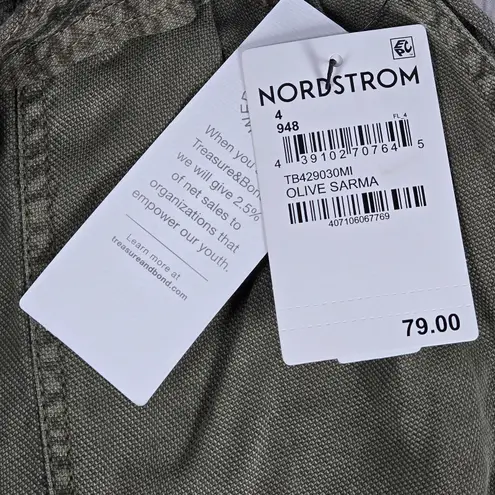 NORDSTROM
4
948
FL 4
4 39102 70764 5
TB429030MI
OLIVE SARMA
407106067769
79.00
When you
Treasure&Bond
we will give 2.5%
of net sales to
organizations that
empower our youth.
Learn more at
treasureandbond.com